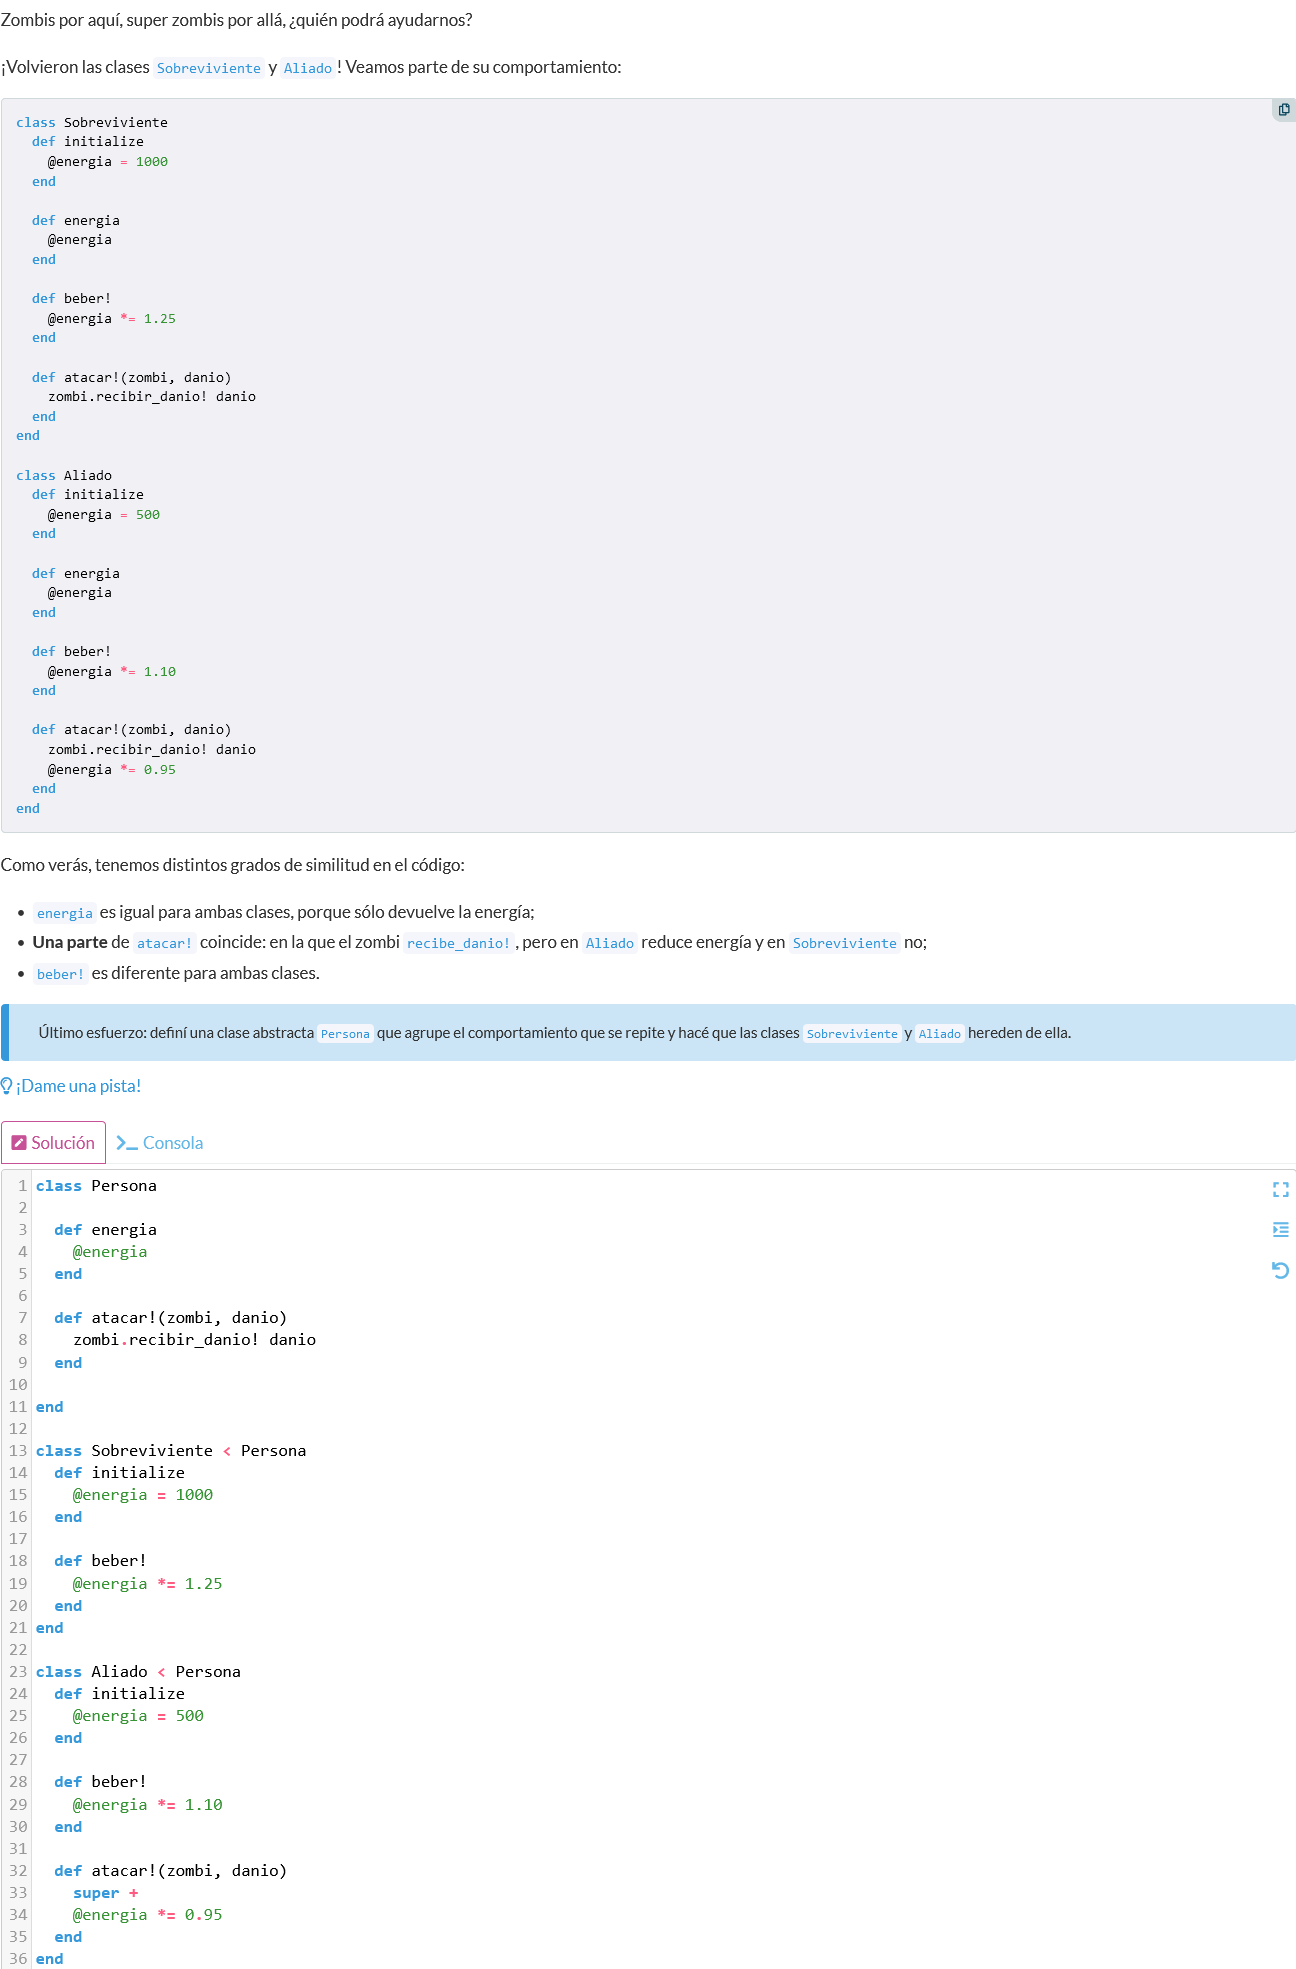 Zombis por aquí, super zombis por allá, ¿quién podrá ayudarnos?
¡Volvieron las clases Sobreviviente y Aliado! Veamos parte de su comportamiento:
class Sobreviviente
  def initialize
    @energia = 1000
  end

  def energia
    @energia
  end

  def beber!
    @energia *= 1.25
  end

  def atacar!(zombi, danio)
    zombi.recibir_danio! danio
  end
end

class Aliado
  def initialize
    @energia = 500
  end

  def energia
    @energia
  end

  def beber!
    @energia *= 1.10
  end

  def atacar!(zombi, danio)
    zombi.recibir_danio! danio
    @energia *= 0.95
  end
end
Como verás, tenemos distintos grados de similitud en el código:
• energia es igual para ambas clases, porque sólo devuelve la energía;
• Una parte de atacar! coincide: en la que el zombi recibe_danio!, pero en Aliado reduce energía y en Sobreviviente no;
• beber! es diferente para ambas clases.
Último esfuerzo: definí una clase abstracta Persona que agrupe el comportamiento que se repite y hacé que las clases Sobreviviente y Aliado hereden de ella.
¡Dame una pista!
Solución >_ Consola
1 class Persona
2
3   def energia
4     @energia
5   end
6
7   def atacar!(zombi, danio)
8     zombi.recibir_danio! danio
9   end
10
11 end
12
13 class Sobreviviente < Persona
14   def initialize
15     @energia = 1000
16   end
17
18   def beber!
19     @energia *= 1.25
20   end
21 end
22
23 class Aliado < Persona
24   def initialize
25     @energia = 500
26   end
27
28   def beber!
29     @energia *= 1.10
30   end
31
32   def atacar!(zombi, danio)
33     super +
34     @energia *= 0.95
35   end
36 end